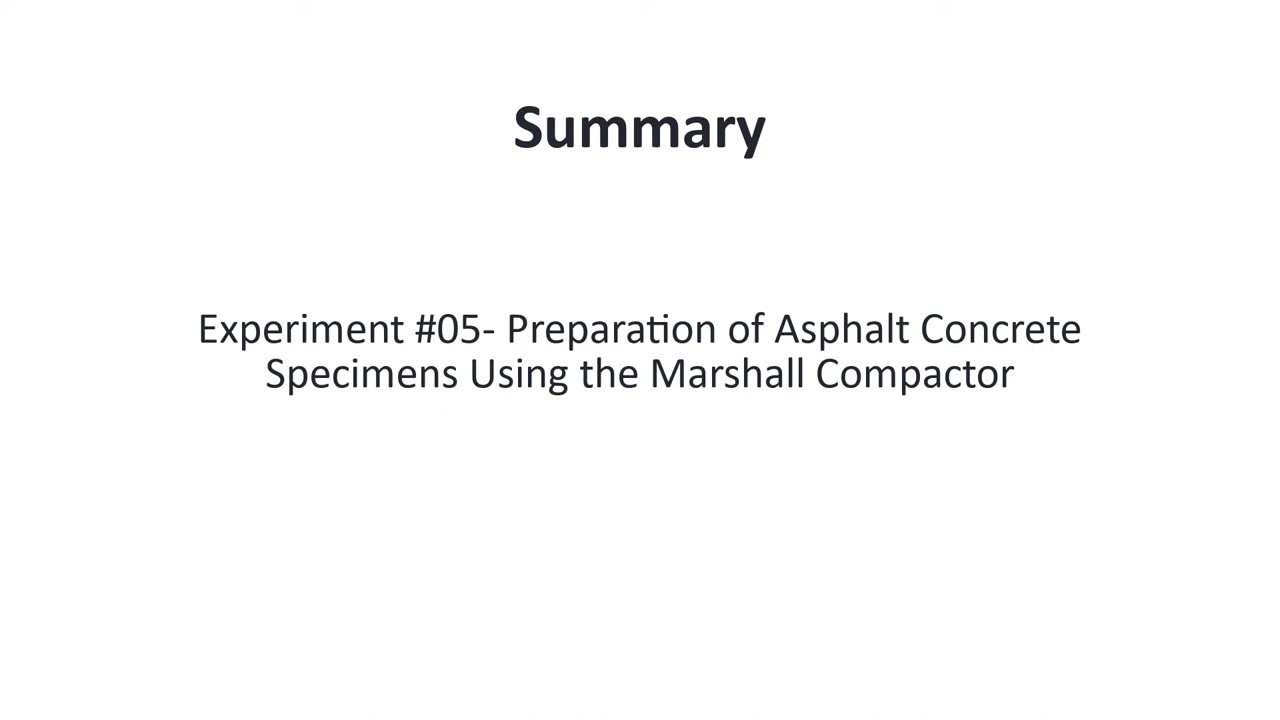 Summary
Experiment #05- Preparation of Asphalt Concrete
Specimens Using the Marshall Compactor